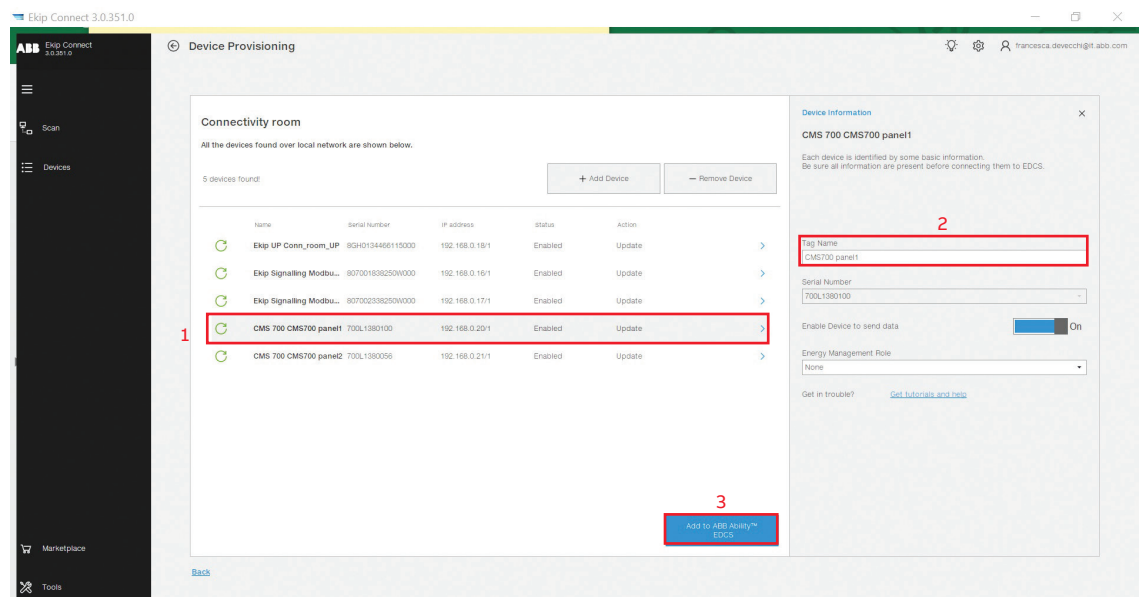 Ekip Connect 3.0.351.0
ABB Ekip Connect
3.0.351.0
Device Provisioning
francesca.devecchi@it.abb.com
Scan
Devices
Marketplace
Tools
Connectivity room
All the devices found over local network are shown below.
5 devices found!
+ Add Device
— Remove Device
Name Serial Number IP address Status Action
Ekip UP Conn_room_UP 8GH0134466115000 192.168.0.18/1 Enabled Update
Ekip Signalling Modbu... 807001838250W000 192.168.0.16/1 Enabled Update
Ekip Signalling Modbu... 807002338250W000 192.168.0.17/1 Enabled Update
1
CMS 700 CMS700 panel1 700L1380100 192.168.0.20/1 Enabled Update
CMS 700 CMS700 panel2 700L1380056 192.168.0.21/1 Enabled Update
3
Add to ABB Ability™
EDCS
Back
Device Information
CMS 700 CMS700 panel1
Each device is identified by some basic information.
Be sure all information are present before connecting them to EDCS.
2
Tag Name
CMS700 panel1
Serial Number
700L1380100
Enable Device to send data On
Energy Management Role
None
Get in trouble? Get tutorials and help